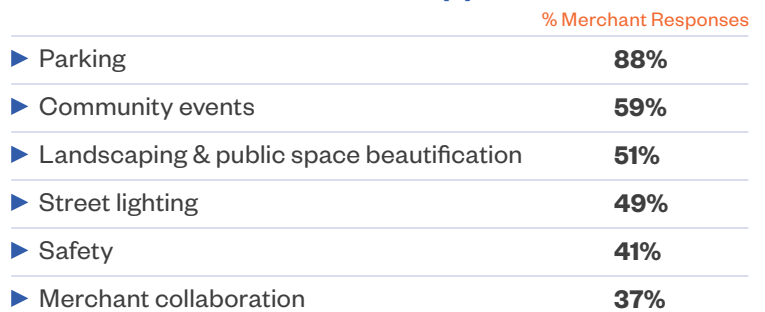 % Merchant Responses
▶ Parking 88%
▶ Community events 59%
▶ Landscaping & public space beautification 51%
▶ Street lighting 49%
▶ Safety 41%
▶ Merchant collaboration 37%